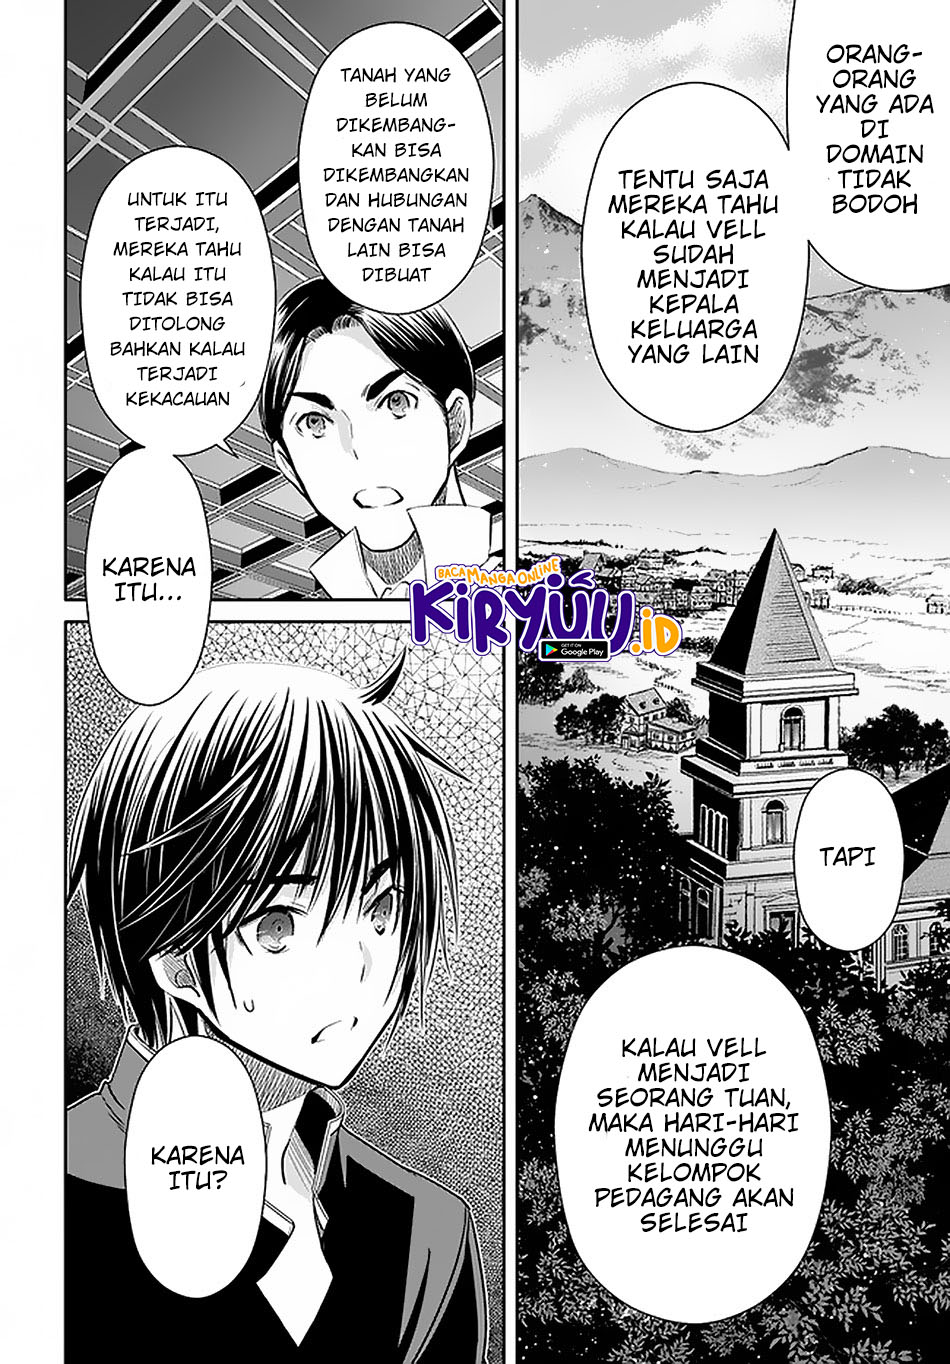 ORANG-
ORANG
YANG ADA
DI
DOMAIN
TIDAK
BODOH
TENTU SAJA
MEREKA TAHU
KALAU VELL
SUDAH
MENJADI
KEPALA
KELUARGA
YANG LAIN
TAPI
KALAU VELL
MENJADI
SEORANG TUAN,
MAKA HARI-HARI
MENUNGGU
KELOMPOK
PEDAGANG AKAN
SELESAI
TANAH YANG
BELUM
DIKEMBANG-
KAN BISA
DIKEMBANGKAN
DAN HUBUNGAN
DENGAN TANAH
LAIN BISA
DIBUAT
UNTUK ITU
TERJADI,
MEREKA TAHU
KALAU ITU
TIDAK BISA
DITOLONG
BAHKAN KALAU
TERJADI
KEKACAUAN
KARENA
ITU...
KARENA
ITU?
BACA MANGA ONLINE
KIRYUU.ID
GET IT ON
Google Play